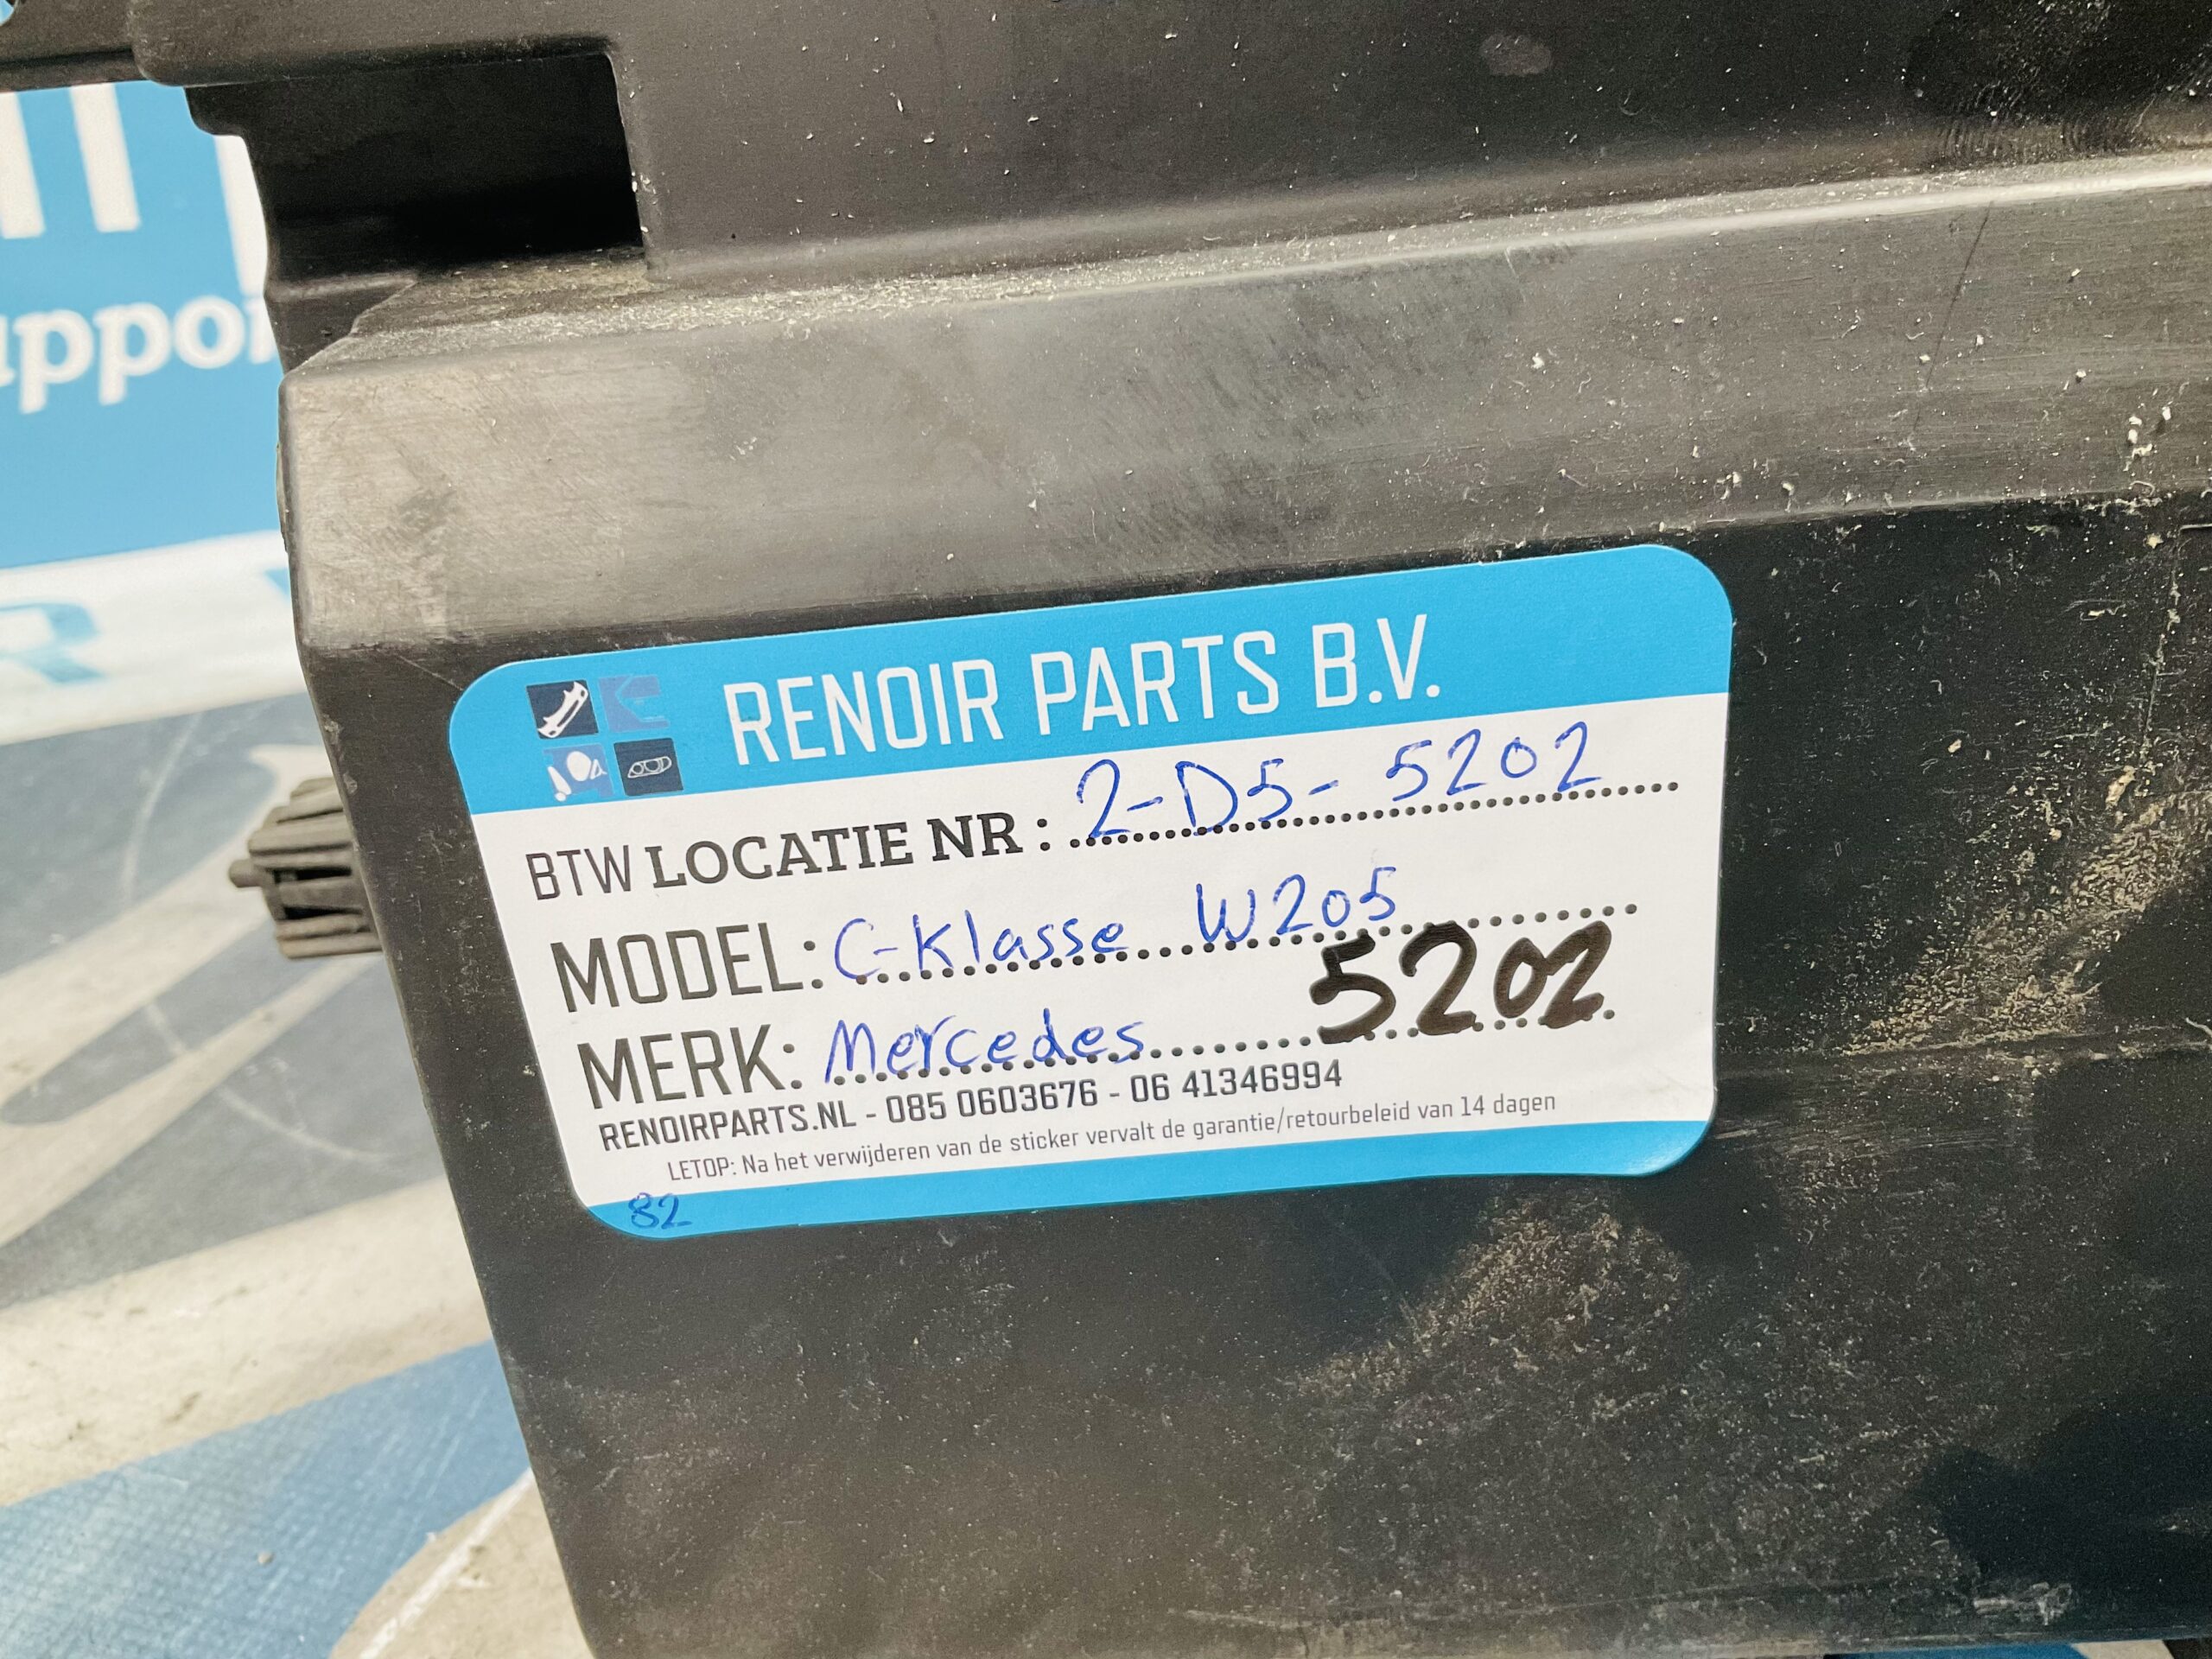 RENOIR PARTS B.V.
BTW LOCATIE NR: 2-D5-5202
MODEL: C-Klasse W205
MERK: Mercedes 5202
RENOIRPARTS.NL - 085 0603676 - 06 41346994
LETOP: Na het verwijderen van de sticker vervalt de garantie/retourbeleid van 14 dagen
82